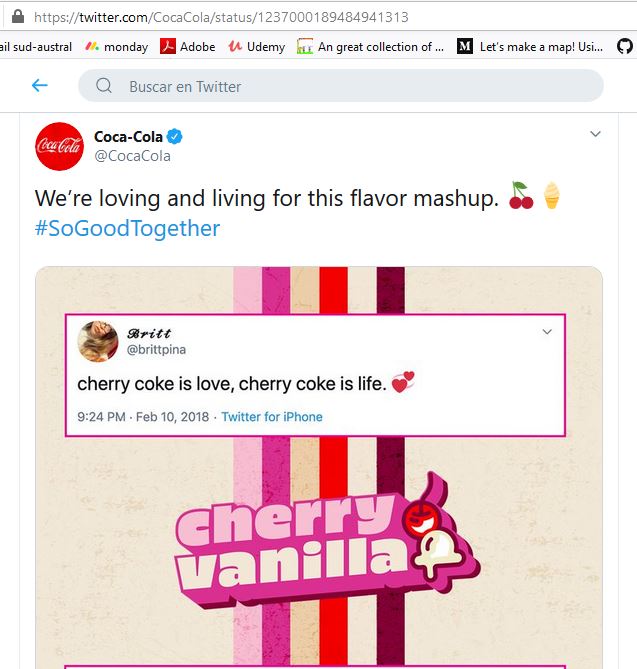 https://twitter.com/CocaCola/status/1237000189484941313
ail sud-austral monday Adobe Udemy An great collection of ... Let's make a map! Usi...
Buscar en Twitter
Coca-Cola
Coca-Cola
@CocaCola
We're loving and living for this flavor mashup. 🍒🍦
#SoGoodTogether
Britt
@brittpina
cherry coke is love, cherry coke is life. 💞
9:24 PM · Feb 10, 2018 · Twitter for iPhone
cherry
vanilla